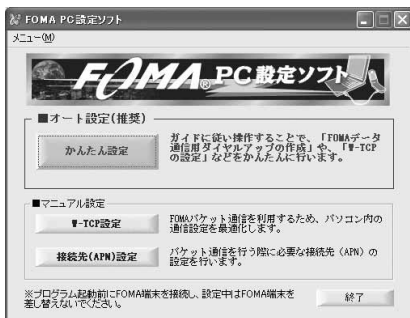 FOMA PC設定ソフト
メニュー(M)
FOMA® PC設定ソフト
■オート設定(推奨)
かんたん設定
ガイドに従い操作することで、「FOMAデータ
通信用ダイヤルアップの作成」や、「W-TCP
の設定」などをかんたんに行います。
■マニュアル設定
W-TCP設定
FOMAパケット通信を利用するため、パソコン内の
通信設定を最適化します。
接続先(APN)設定
パケット通信を行う際に必要な接続先(APN)の
設定を行います。
※プログラム起動前にFOMA端末を接続し、設定中はFOMA端末を
差し替えないでください。
終了